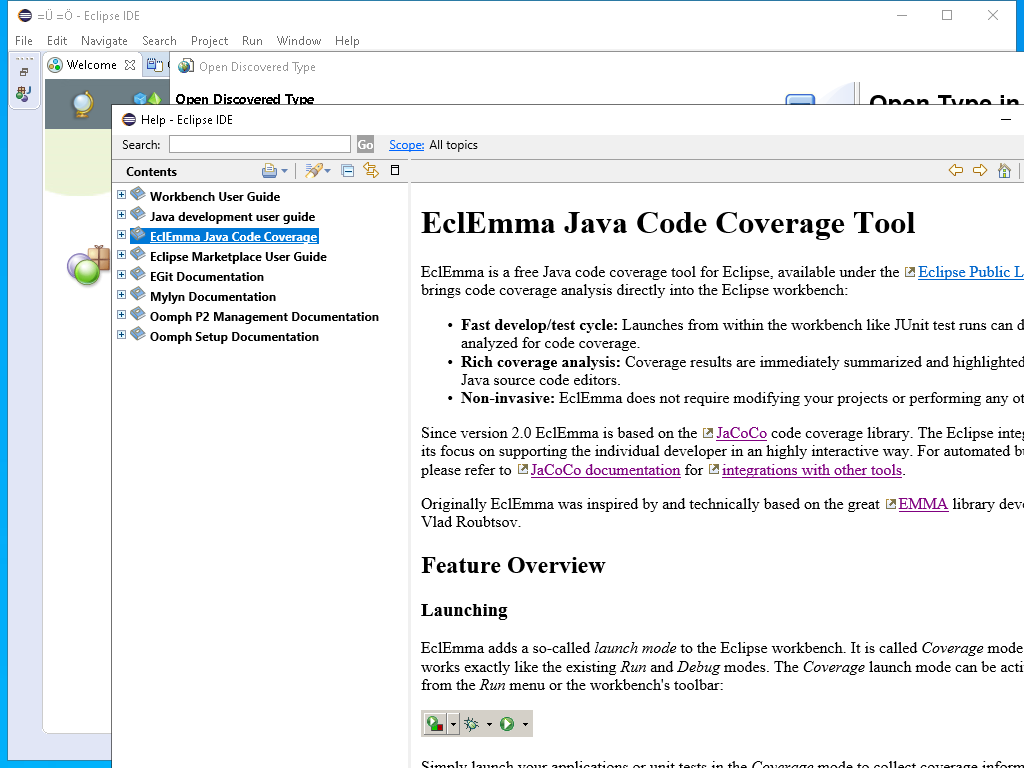 =Ü =Ö - Eclipse IDE
File Edit Navigate Search Project Run Window Help
Welcome
Open Discovered Type
Open Discovered Type
Open Type in
Help - Eclipse IDE
Search: Go Scope: All topics
Contents
Workbench User Guide
Java development user guide
EclEmma Java Code Coverage
Eclipse Marketplace User Guide
EGit Documentation
Mylyn Documentation
Oomph P2 Management Documentation
Oomph Setup Documentation
EclEmma Java Code Coverage Tool
EclEmma is a free Java code coverage tool for Eclipse, available under the Eclipse Public L
brings code coverage analysis directly into the Eclipse workbench:
• Fast develop/test cycle: Launches from within the workbench like JUnit test runs can d
analyzed for code coverage.
• Rich coverage analysis: Coverage results are immediately summarized and highlighted
Java source code editors.
• Non-invasive: EclEmma does not require modifying your projects or performing any ot
Since version 2.0 EclEmma is based on the JaCoCo code coverage library. The Eclipse integ
its focus on supporting the individual developer in an highly interactive way. For automated bu
please refer to JaCoCo documentation for integrations with other tools.
Originally EclEmma was inspired by and technically based on the great EMMA library deve
Vlad Roubtsov.
Feature Overview
Launching
EclEmma adds a so-called launch mode to the Eclipse workbench. It is called Coverage mode
works exactly like the existing Run and Debug modes. The Coverage launch mode can be acti
from the Run menu or the workbench's toolbar:
Simply launch your applications or unit tests in the Coverage mode to collect coverage inform